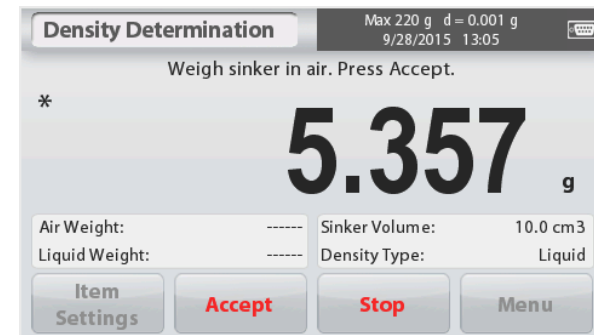 Density Determination
Max 220 g d = 0.001 g
9/28/2015 13:05
Weigh sinker in air. Press Accept.
*
5.357 g
Air Weight: ------ Sinker Volume: 10.0 cm3
Liquid Weight: ------ Density Type: Liquid
Item Settings
Accept
Stop
Menu